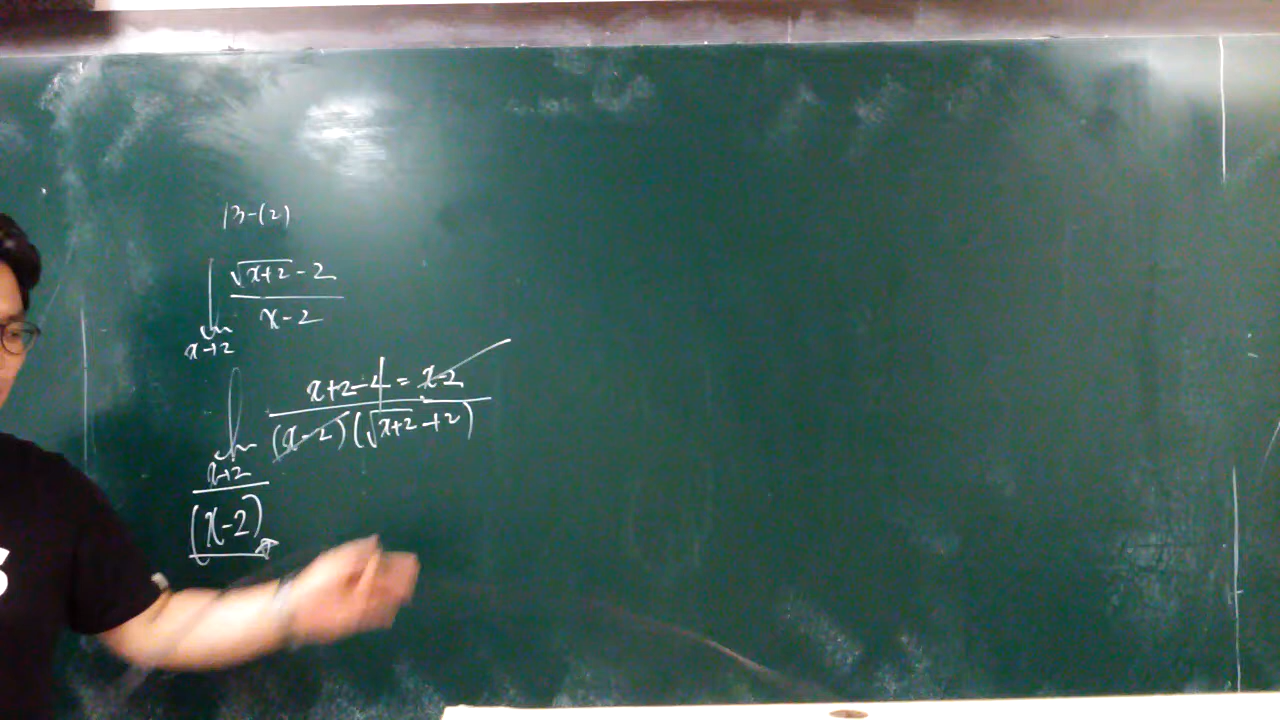 13-(2)
lim x→2 √x+2 - 2 / x-2
lim x→2 x+2-4 = x-2 / (x-2)(√x+2 +2)
(x-2)